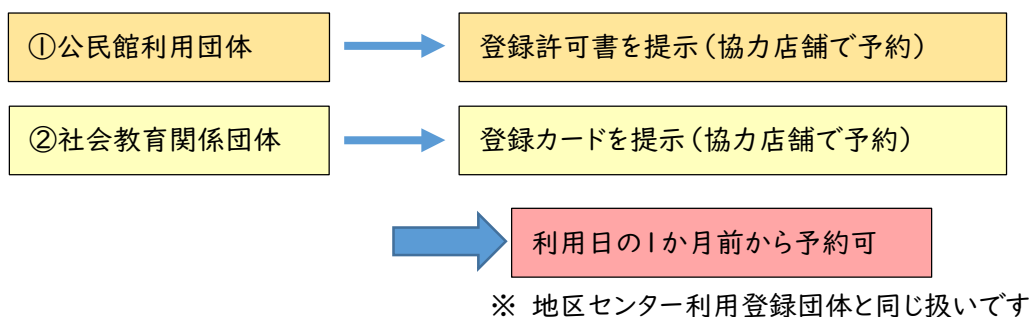 ①公民館利用団体
登録許可書を提示（協力店舗で予約）
②社会教育関係団体
登録カードを提示（協力店舗で予約）
利用日の1か月前から予約可
※ 地区センター利用登録団体と同じ扱いです